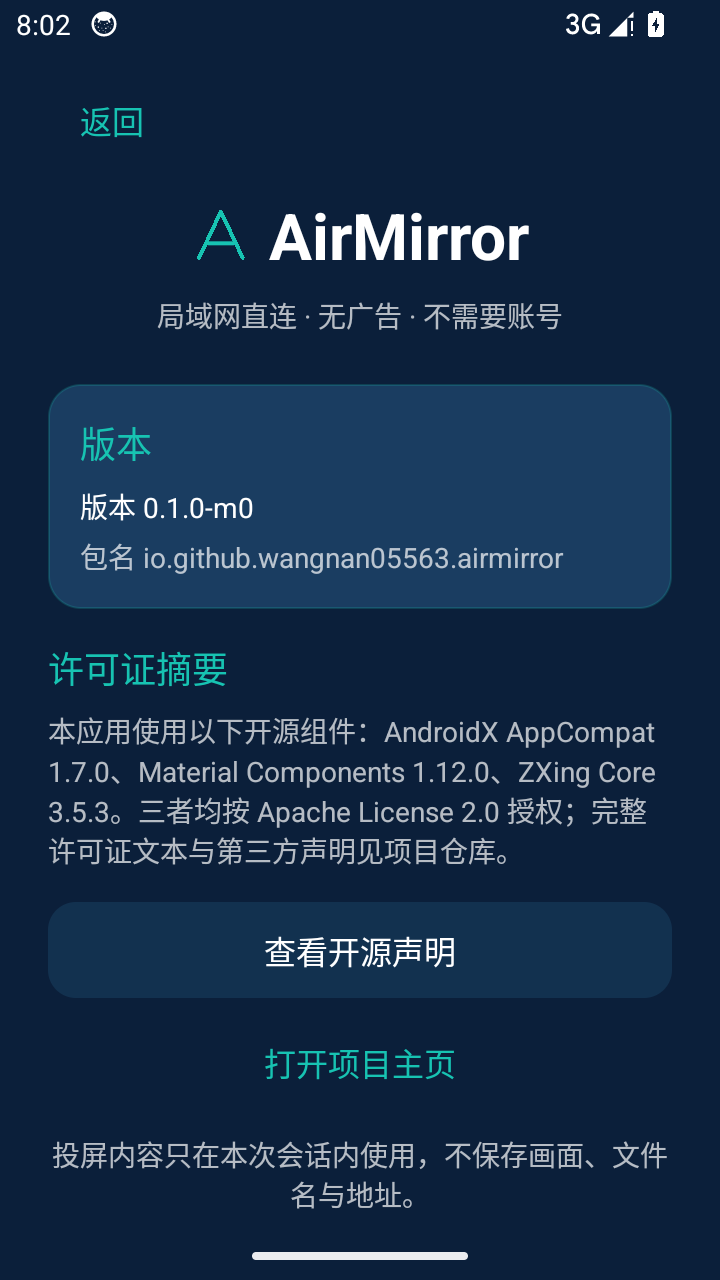 8:02
3G
返回
AirMirror
局域网直连 · 无广告 · 不需要账号
版本
版本 0.1.0-m0
包名 io.github.wangnan05563.airmirror
许可证摘要
本应用使用以下开源组件：AndroidX AppCompat
1.7.0、Material Components 1.12.0、ZXing Core
3.5.3。三者均按 Apache License 2.0 授权；完整
许可证文本与第三方声明见项目仓库。
查看开源声明
打开项目主页
投屏内容只在本次会话内使用，不保存画面、文件
名与地址。